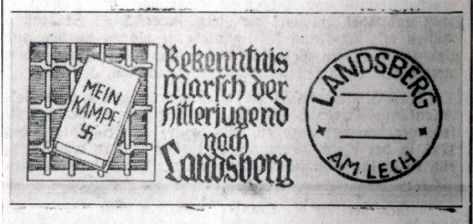 MEIN
KAMPF
Bekenntnis
Marsch der
Hitlerjugend
nach
Landsberg
LANDSBERG
AM LECH